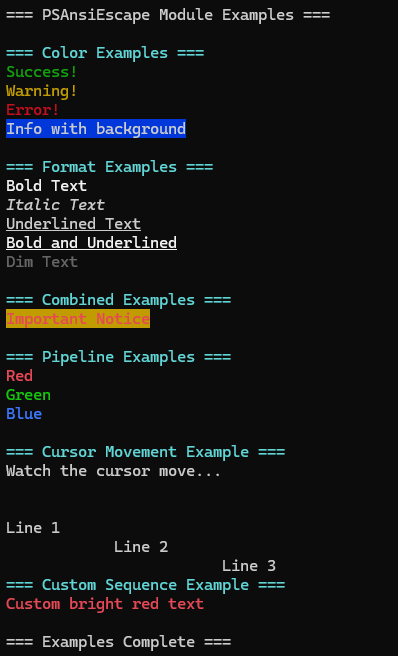 === PSAnsiEscape Module Examples ===
=== Color Examples ===
Success!
Warning!
Error!
Info with background
=== Format Examples ===
Bold Text
Italic Text
Underlined Text
Bold and Underlined
Dim Text
=== Combined Examples ===
Important Notice
=== Pipeline Examples ===
Red
Green
Blue
=== Cursor Movement Example ===
Watch the cursor move...
Line 1
Line 2
Line 3
=== Custom Sequence Example ===
Custom bright red text
=== Examples Complete ===